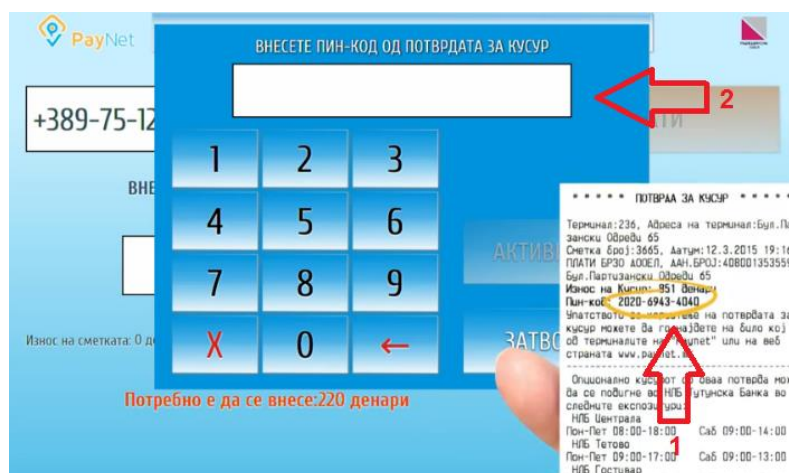 PayNet
ВНЕСЕТЕ ПИН-КОД ОД ПОТВРДАТА ЗА КУСУР
2
+389-75-12
АТИ
ВНЕ
1 2 3
4 5 6
7 8 9
X 0 ←
АКТИВИ
ЗАТВО
Износ на сметката: 0 де
Потребно е да се внесе:220 денари
* * * * * ПОТВРДА ЗА КУСУР * * * * *
Терминал:236, Адреса на терминал:Бул.Па
зански Одреди 65
Сметка број:3665, Датум:12.3.2015 19:16
ПЛАТИ БРЗО ДООЕЛ, ДАН.БРОЈ:408001353559
Бул.Партизански Одреди 65
Износ на Кусур: 851 денари
Пин-код: 2020-6943-4040
Упатството за користење на потврдата за
кусур можете да го најдете на било кој
од терминалите на "Paynet" или на веб
страната www.paynet.
Опционално кусурот од оваа потврда мож
да се подигне во НЛБ Тутунска Банка во
следните експозитури:
НЛБ Централа
Пон-Пет 08:00-18:00 Саб 09:00-14:00
НЛБ Тетово
1
Пон-Пет 09:00-17:00 Саб 09:00-13:00
НЛБ Гостивар